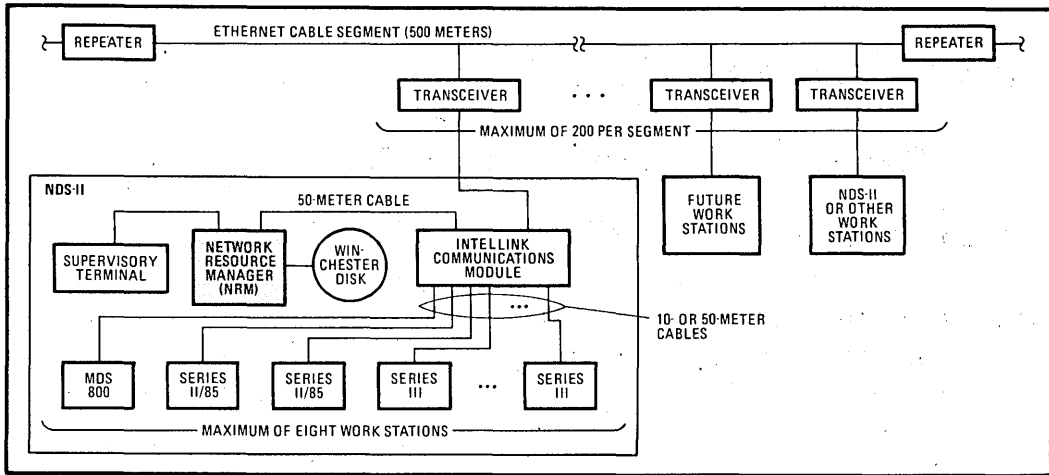 REPEATER
ETHERNET CABLE SEGMENT (500 METERS)
REPEATER
TRANSCEIVER
...
TRANSCEIVER
TRANSCEIVER
MAXIMUM OF 200 PER SEGMENT
NDS-II
50-METER CABLE
SUPERVISORY
TERMINAL
NETWORK
RESOURCE
MANAGER
(NRM)
WIN-
CHESTER
DISK
INTELLINK
COMMUNICATIONS
MODULE
FUTURE
WORK
STATIONS
NDS-II
OR OTHER
WORK
STATIONS
...
10- OR 50-METER
CABLES
MDS
800
SERIES
II/85
SERIES
II/85
SERIES
III
...
SERIES
III
MAXIMUM OF EIGHT WORK STATIONS